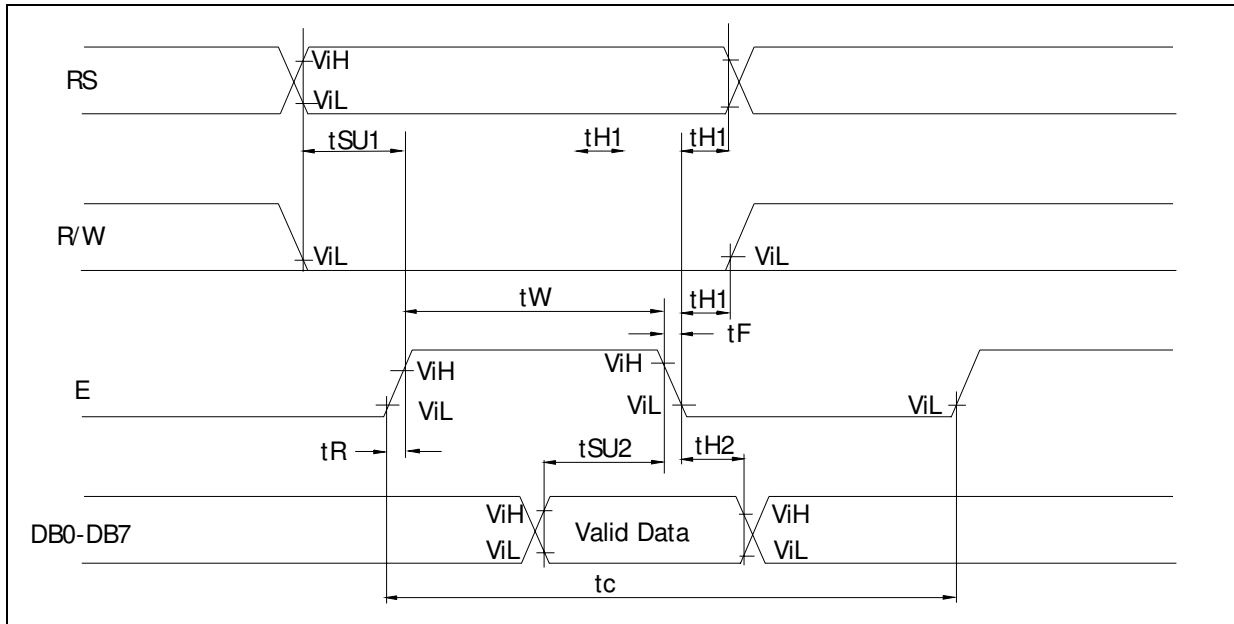 ViH
RS
ViL
tSU1 tH1 tH1
R/W
ViL ViL
tW tH1
tF
ViH ViH
E
ViL ViL ViL
tR tSU2 tH2
ViH ViH
DB0-DB7 Valid Data
ViL ViL
tc